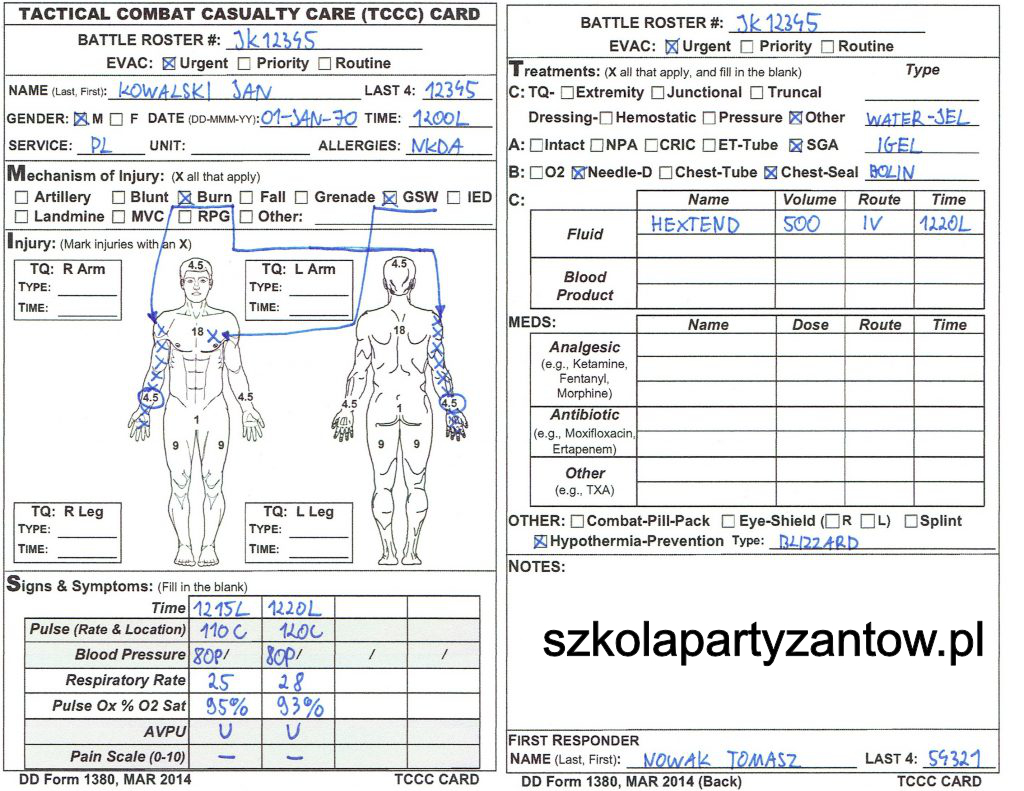 TACTICAL COMBAT CASUALTY CARE (TCCC) CARD
BATTLE ROSTER #: JK12345
EVAC: ☒ Urgent ☐ Priority ☐ Routine
NAME (Last, First): KOWALSKI JAN LAST 4: 12345
GENDER: ☒ M ☐ F DATE (DD-MMM-YY): 01-JAN-70 TIME: 1200L
SERVICE: PL UNIT: ALLERGIES: NKDA
Mechanism of Injury: (X all that apply)
☐ Artillery ☐ Blunt ☒ Burn ☐ Fall ☐ Grenade ☒ GSW ☐ IED
☐ Landmine ☐ MVC ☐ RPG ☐ Other:
Injury: (Mark injuries with an X)
TQ: R Arm
TYPE:
TIME:
TQ: L Arm
TYPE:
TIME:
4.5
4.5
18
18
4.5
4.5
4.5
4.5
1
1
9
9
9
9
TQ: R Leg
TYPE:
TIME:
TQ: L Leg
TYPE:
TIME:
Signs & Symptoms: (Fill in the blank)
Time 1215L 1220L
Pulse (Rate & Location) 110C 120C
Blood Pressure 80P/ 80P/ / /
Respiratory Rate 25 28
Pulse Ox % O2 Sat 95% 93%
AVPU U U
Pain Scale (0-10) – –
DD Form 1380, MAR 2014 TCCC CARD
BATTLE ROSTER #: JK12345
EVAC: ☒ Urgent ☐ Priority ☐ Routine
Treatments: (X all that apply, and fill in the blank) Type
C: TQ- ☐ Extremity ☐ Junctional ☐ Truncal
Dressing- ☐ Hemostatic ☐ Pressure ☒ Other WATER-JEL
A: ☐ Intact ☐ NPA ☐ CRIC ☐ ET-Tube ☒ SGA IGEL
B: ☐ O2 ☒ Needle-D ☐ Chest-Tube ☒ Chest-Seal BOLIN
C: Name Volume Route Time
Fluid HEXTEND 500 IV 1220L
Blood Product
MEDS: Name Dose Route Time
Analgesic
(e.g., Ketamine,
Fentanyl,
Morphine)
Antibiotic
(e.g., Moxifloxacin,
Ertapenem)
Other
(e.g., TXA)
OTHER: ☐ Combat-Pill-Pack ☐ Eye-Shield (☐ R ☐ L) ☐ Splint
☒ Hypothermia-Prevention Type: BLIZZARD
NOTES:
szkolapartyzantow.pl
FIRST RESPONDER
NAME (Last, First): NOWAK TOMASZ LAST 4: 54321
DD Form 1380, MAR 2014 (Back) TCCC CARD